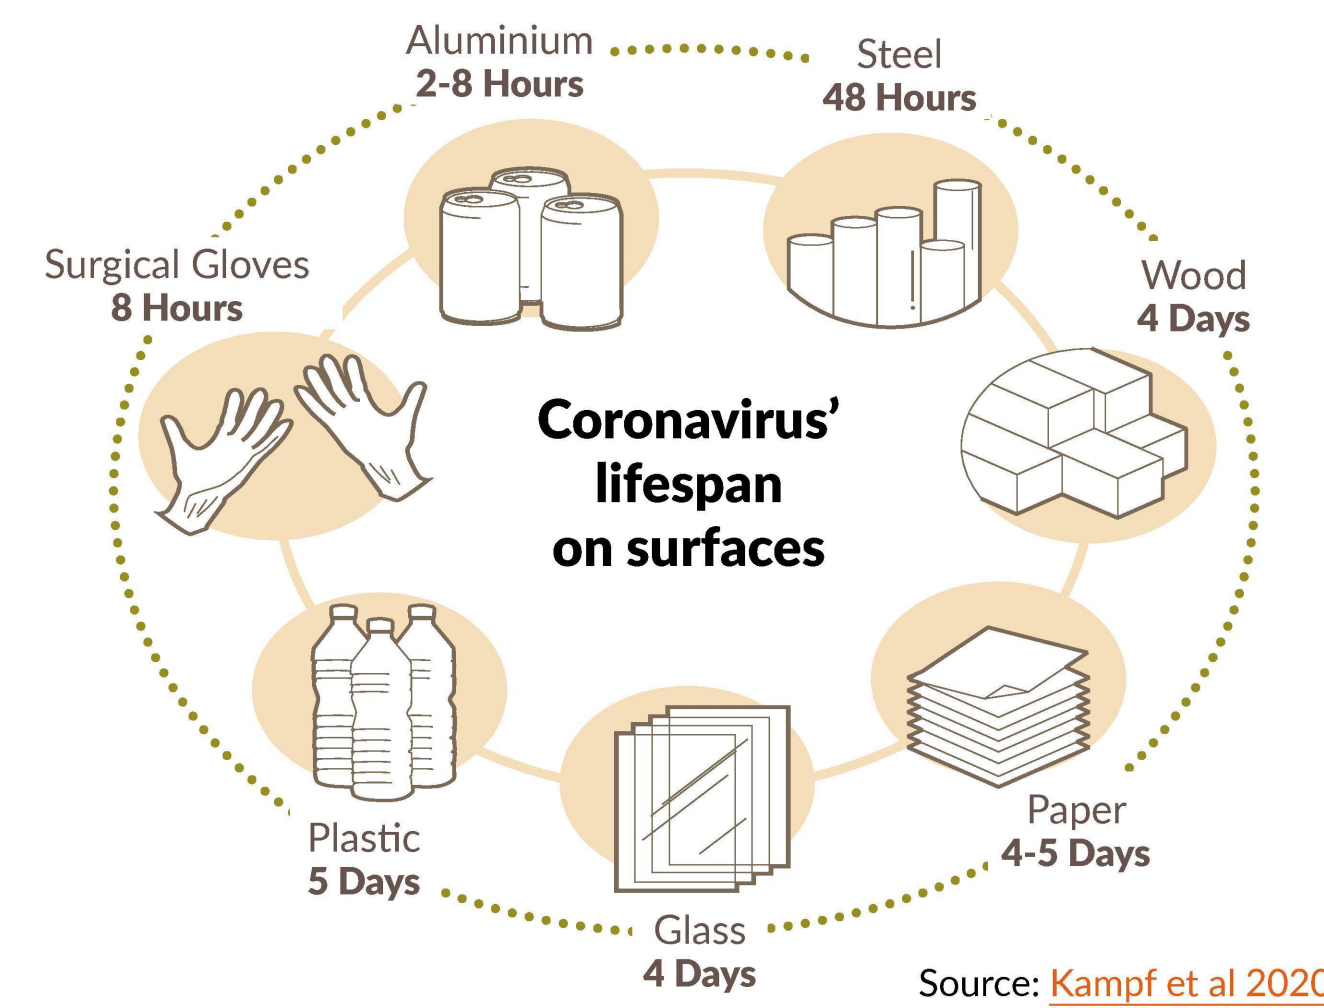 Aluminium
2-8 Hours
Steel
48 Hours
Wood
4 Days
Paper
4-5 Days
Glass
4 Days
Plastic
5 Days
Surgical Gloves
8 Hours
Coronavirus’
lifespan
on surfaces
Source: Kampf et al 2020